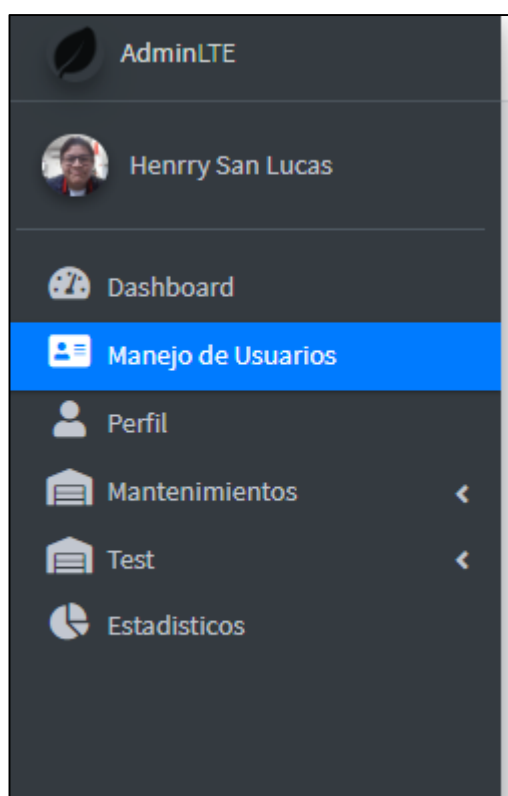 AdminLTE
Henrry San Lucas
Dashboard
Manejo de Usuarios
Perfil
Mantenimientos
Test
Estadisticos